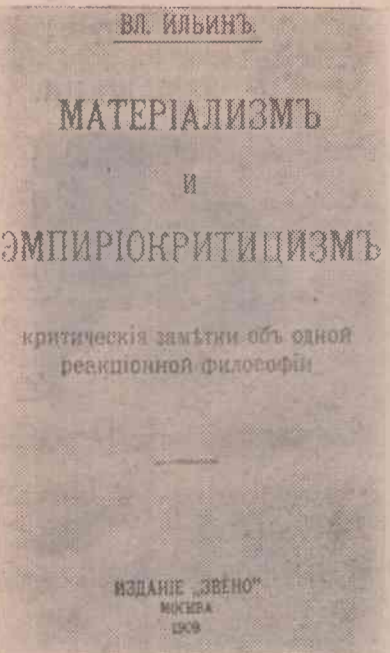 ВЛ. ИЛЬИНЪ.
МАТЕРІАЛИЗМЪ
И
ЭМПИРІОКРИТИЦИЗМЪ
критическія замѣтки объ одной
реакціонной философіи
ИЗДАНІЕ „ЗВЕНО"
МОСКВА
1909